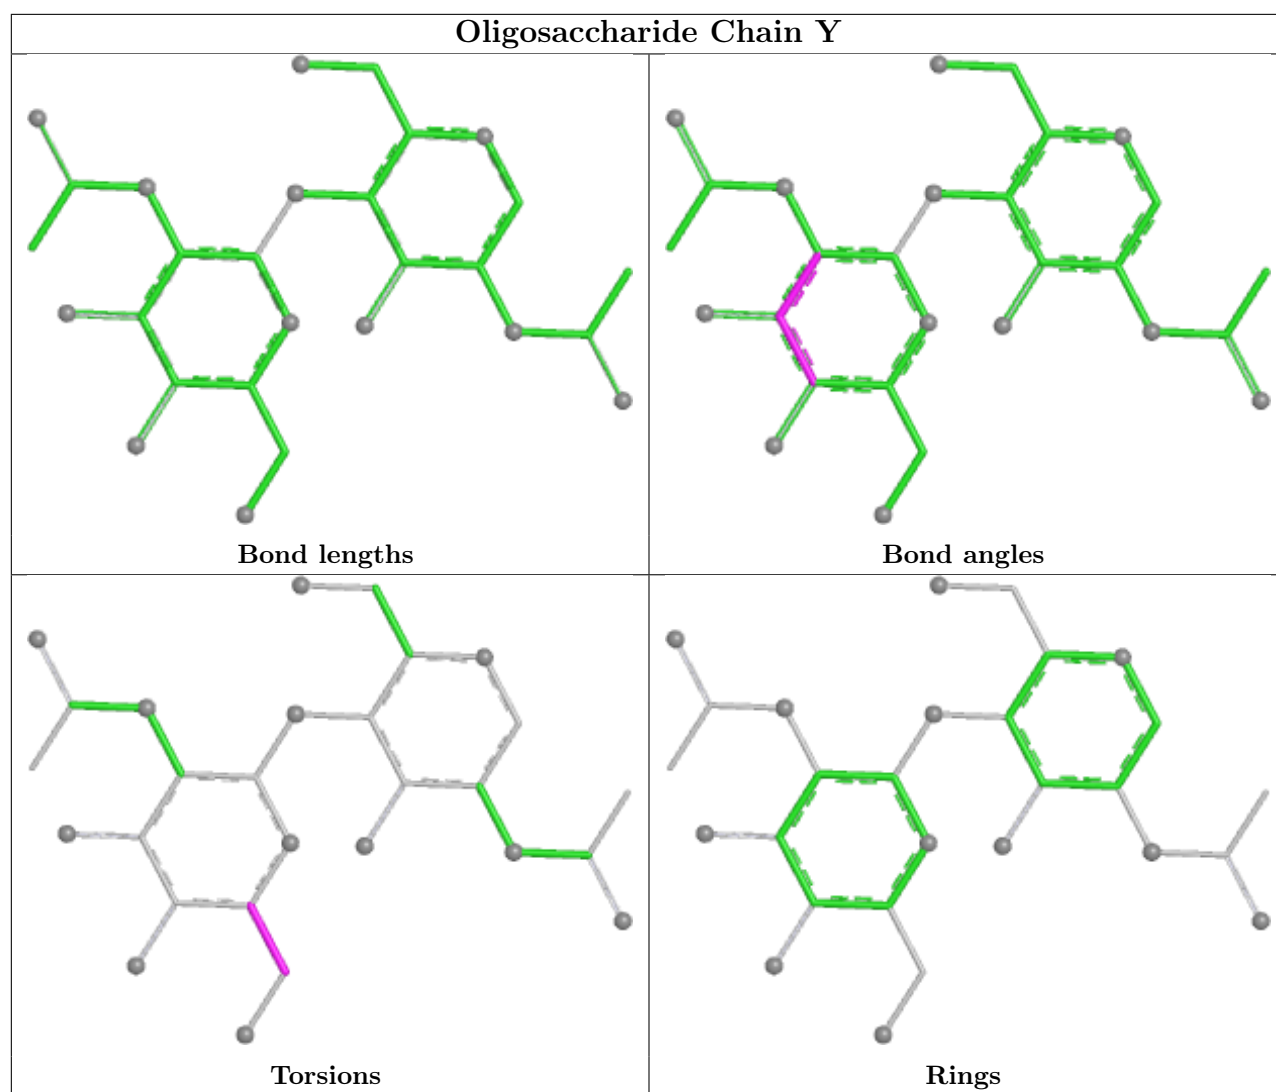 Oligosaccharide Chain Y
Bond lengths
Bond angles
Torsions
Rings